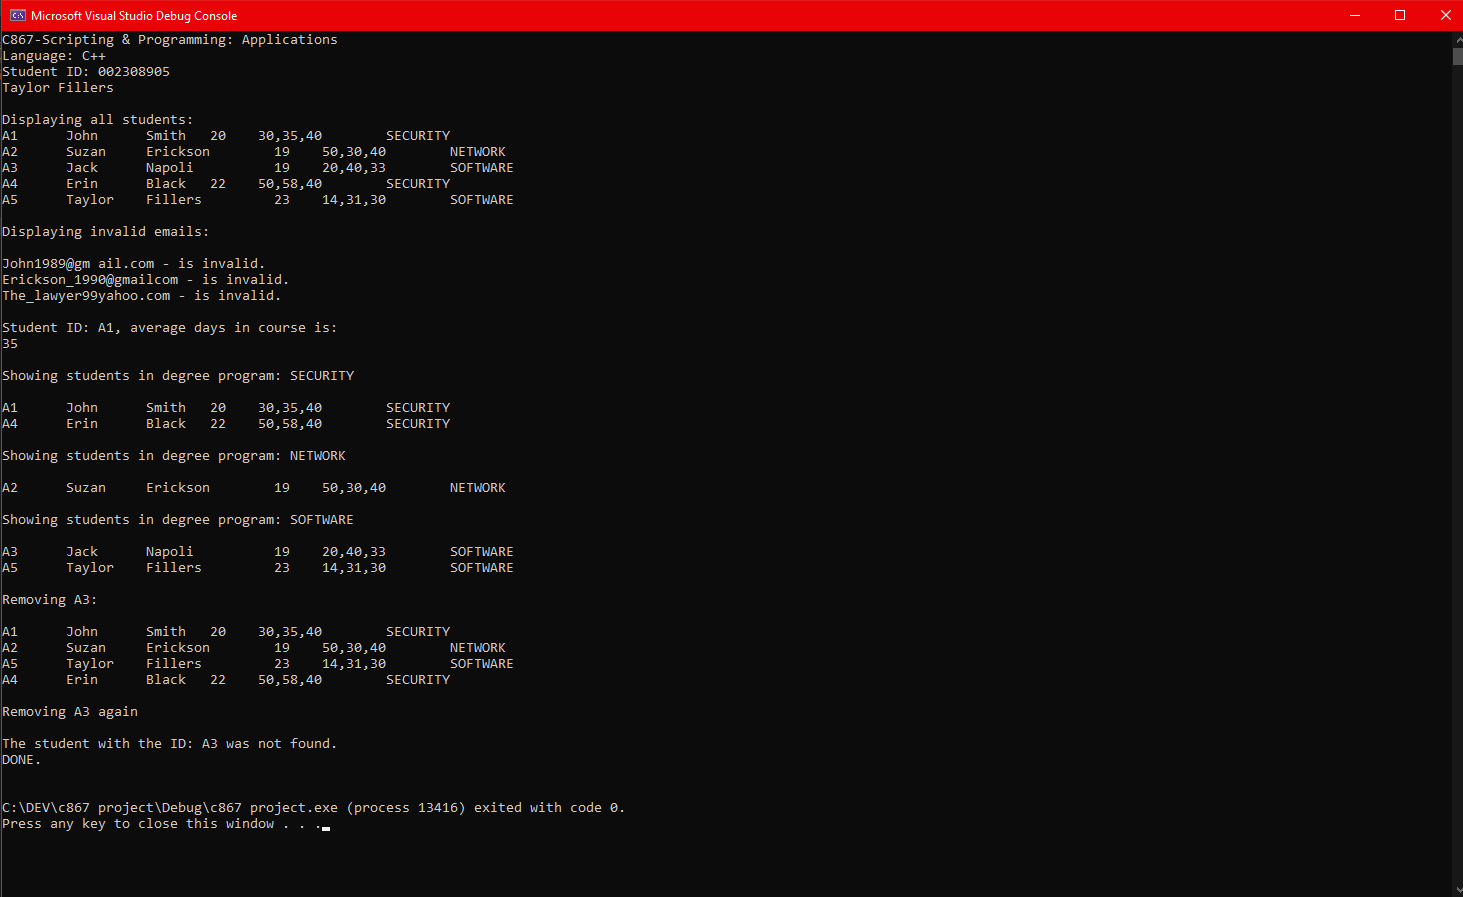 Microsoft Visual Studio Debug Console
C867-Scripting & Programming: Applications
Language: C++
Student ID: 002308905
Taylor Fillers
Displaying all students:
A1 John Smith 20 30,35,40 SECURITY
A2 Suzan Erickson 19 50,30,40 NETWORK
A3 Jack Napoli 19 20,40,33 SOFTWARE
A4 Erin Black 22 50,58,40 SECURITY
A5 Taylor Fillers 23 14,31,30 SOFTWARE
Displaying invalid emails:
John1989@gm ail.com - is invalid.
Erickson_1990@gmailcom - is invalid.
The_lawyer99yahoo.com - is invalid.
Student ID: A1, average days in course is:
35
Showing students in degree program: SECURITY
A1 John Smith 20 30,35,40 SECURITY
A4 Erin Black 22 50,58,40 SECURITY
Showing students in degree program: NETWORK
A2 Suzan Erickson 19 50,30,40 NETWORK
Showing students in degree program: SOFTWARE
A3 Jack Napoli 19 20,40,33 SOFTWARE
A5 Taylor Fillers 23 14,31,30 SOFTWARE
Removing A3:
A1 John Smith 20 30,35,40 SECURITY
A2 Suzan Erickson 19 50,30,40 NETWORK
A5 Taylor Fillers 23 14,31,30 SOFTWARE
A4 Erin Black 22 50,58,40 SECURITY
Removing A3 again
The student with the ID: A3 was not found.
DONE.
C:\DEV\c867 project\Debug\c867 project.exe (process 13416) exited with code 0.
Press any key to close this window . . .